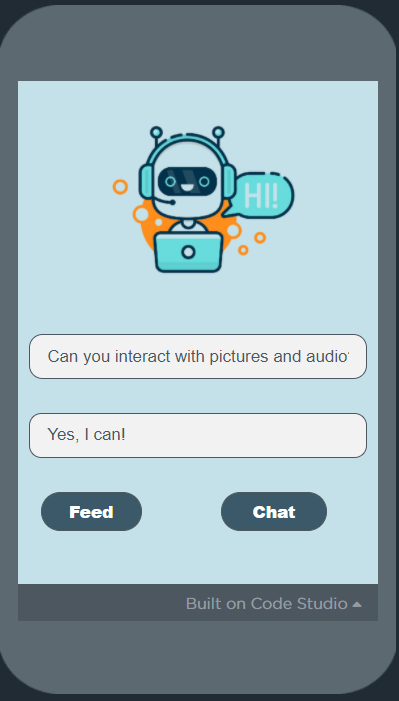 HI!
Can you interact with pictures and audio
Yes, I can!
Feed
Chat
Built on Code Studio